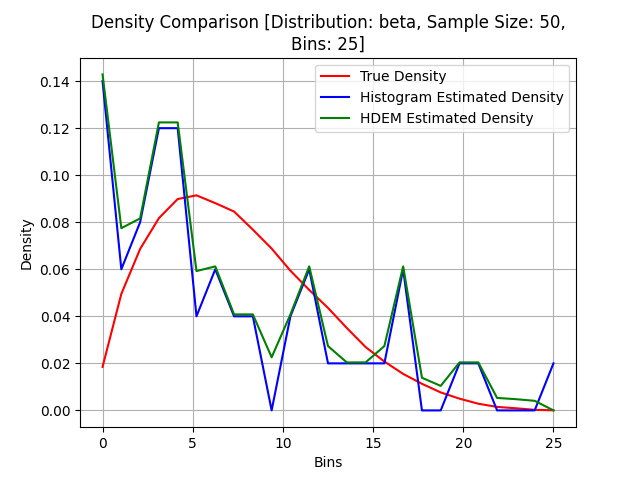 Density Comparison [Distribution: beta, Sample Size: 50,
Bins: 25]
True Density
Histogram Estimated Density
HDEM Estimated Density
Density
0.14
0.12
0.10
0.08
0.06
0.04
0.02
0.00
0
5
10
15
20
25
Bins